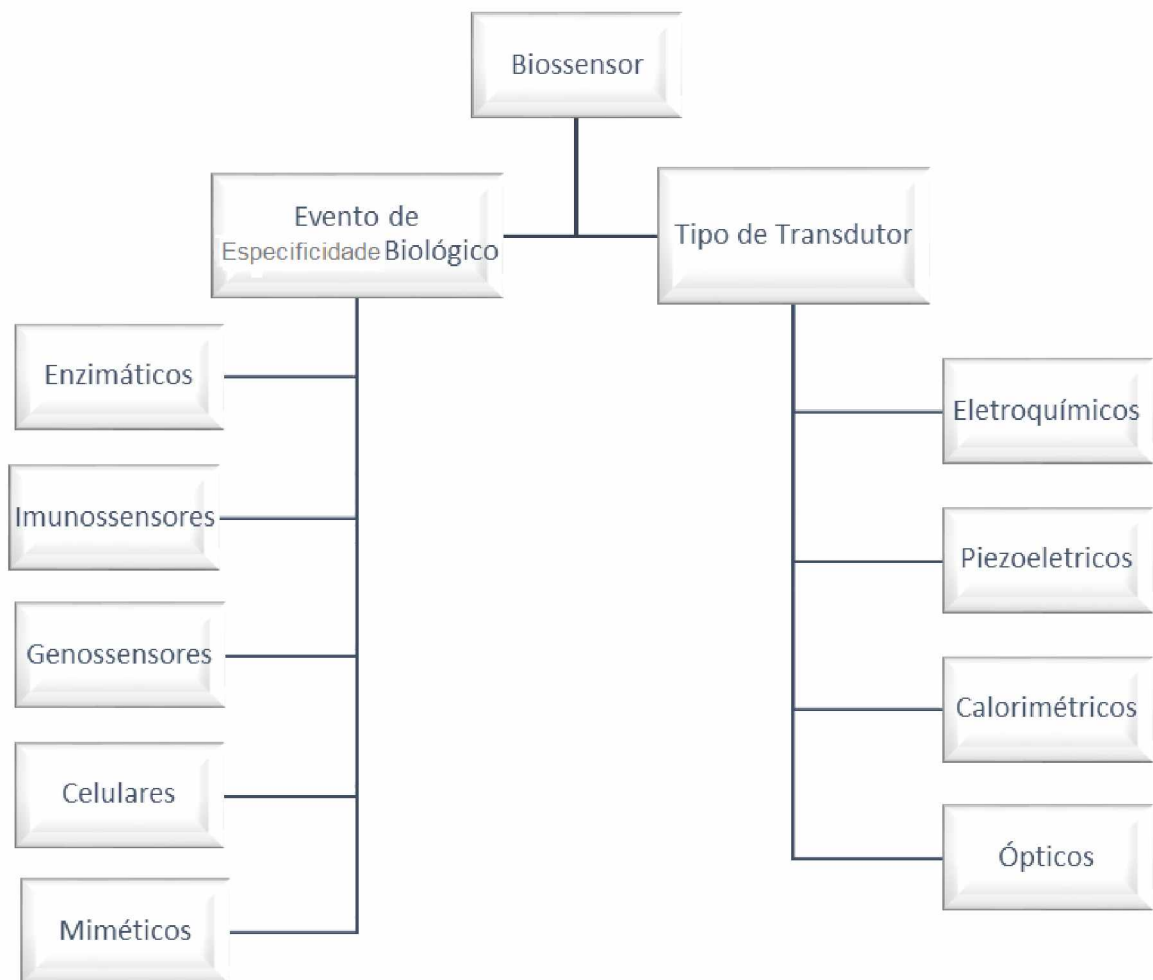 Biossensor
Evento de
Especificidade Biológico
Tipo de Transdutor
Enzimáticos
Imunossensores
Genossensores
Celulares
Miméticos
Eletroquímicos
Piezoeletricos
Calorimétricos
Ópticos